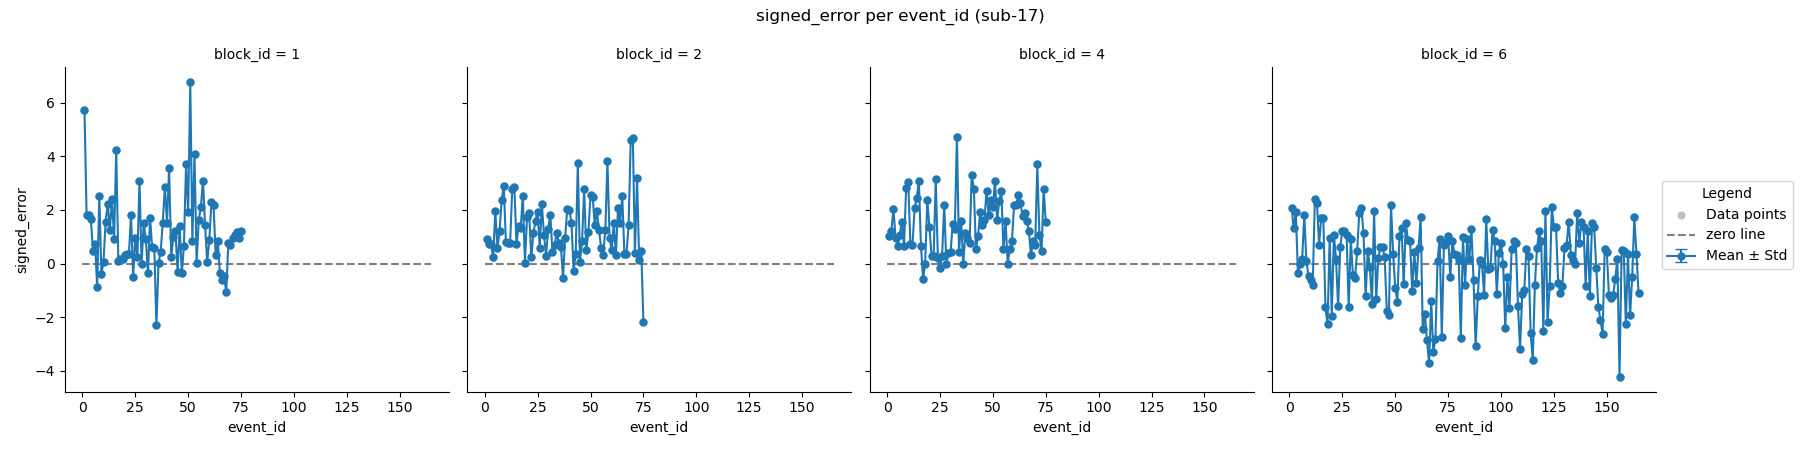 signed_error per event_id (sub-17)
block_id = 1
block_id = 2
block_id = 4
block_id = 6
signed_error
6
4
2
0
−2
−4
0 25 50 75 100 125 150
0 25 50 75 100 125 150
0 25 50 75 100 125 150
0 25 50 75 100 125 150
event_id
event_id
event_id
event_id
Legend
Data points
zero line
Mean ± Std